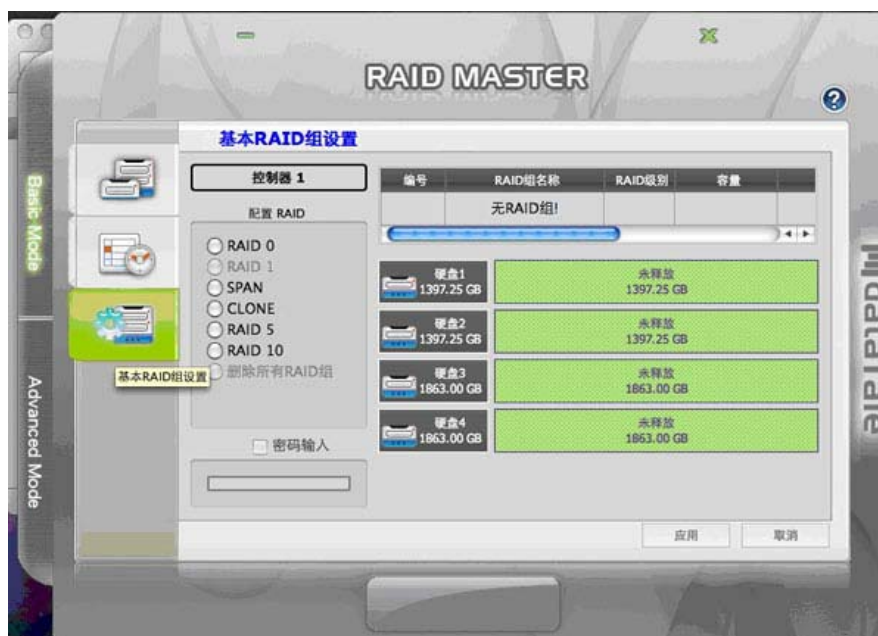 RAID MASTER
?
基本RAID组设置
Basic Mode
Advanced Mode
控制器 1
配置 RAID
RAID 0
RAID 1
SPAN
CLONE
RAID 5
RAID 10
删除所有RAID组
基本RAID组设置
密码输入
编号 RAID组名称 RAID级别 容量
无RAID组!
硬盘1 1397.25 GB
未释放 1397.25 GB
硬盘2 1397.25 GB
未释放 1397.25 GB
硬盘3 1863.00 GB
未释放 1863.00 GB
硬盘4 1863.00 GB
未释放 1863.00 GB
应用 取消
datatale